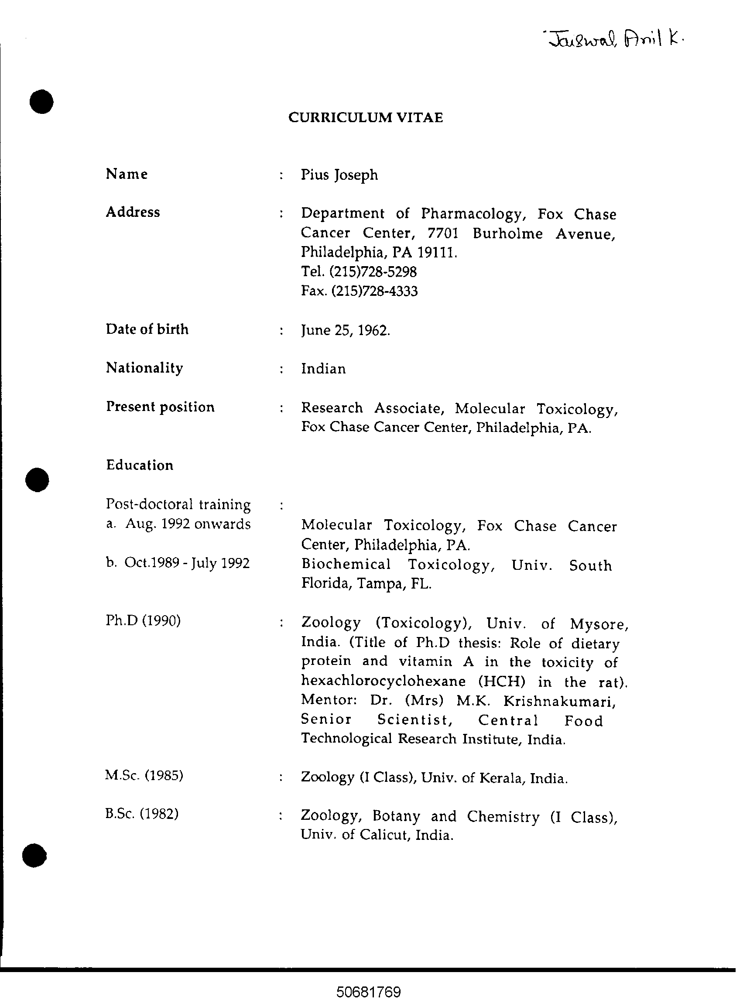 Jaiswal, Anil K.
CURRICULUM VITAE
Name : Pius Joseph
Address : Department of Pharmacology, Fox Chase
Cancer Center, 7701 Burholme Avenue,
Philadelphia, PA 19111.
Tel. (215)728-5298
Fax. (215)728-4333
Date of birth : June 25, 1962.
Nationality : Indian
Present position : Research Associate, Molecular Toxicology,
Fox Chase Cancer Center, Philadelphia, PA.
Education
Post-doctoral training :
a. Aug. 1992 onwards Molecular Toxicology, Fox Chase Cancer
Center, Philadelphia, PA.
b. Oct.1989 - July 1992 Biochemical Toxicology, Univ. South
Florida, Tampa, FL.
Ph.D (1990) : Zoology (Toxicology), Univ. of Mysore,
India. (Title of Ph.D thesis: Role of dietary
protein and vitamin A in the toxicity of
hexachlorocyclohexane (HCH) in the rat).
Mentor: Dr. (Mrs) M.K. Krishnakumari,
Senior Scientist, Central Food
Technological Research Institute, India.
M.Sc. (1985) : Zoology (I Class), Univ. of Kerala, India.
B.Sc. (1982) : Zoology, Botany and Chemistry (I Class),
Univ. of Calicut, India.
50681769